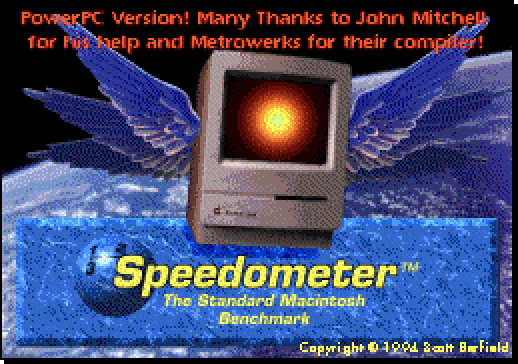 PowerPC Version! Many Thanks to John Mitchell
for his help and Metrowerks for their compiler!
Speedometer™
The Standard Macintosh
Benchmark
Copyright © 1994 Scott Berfield